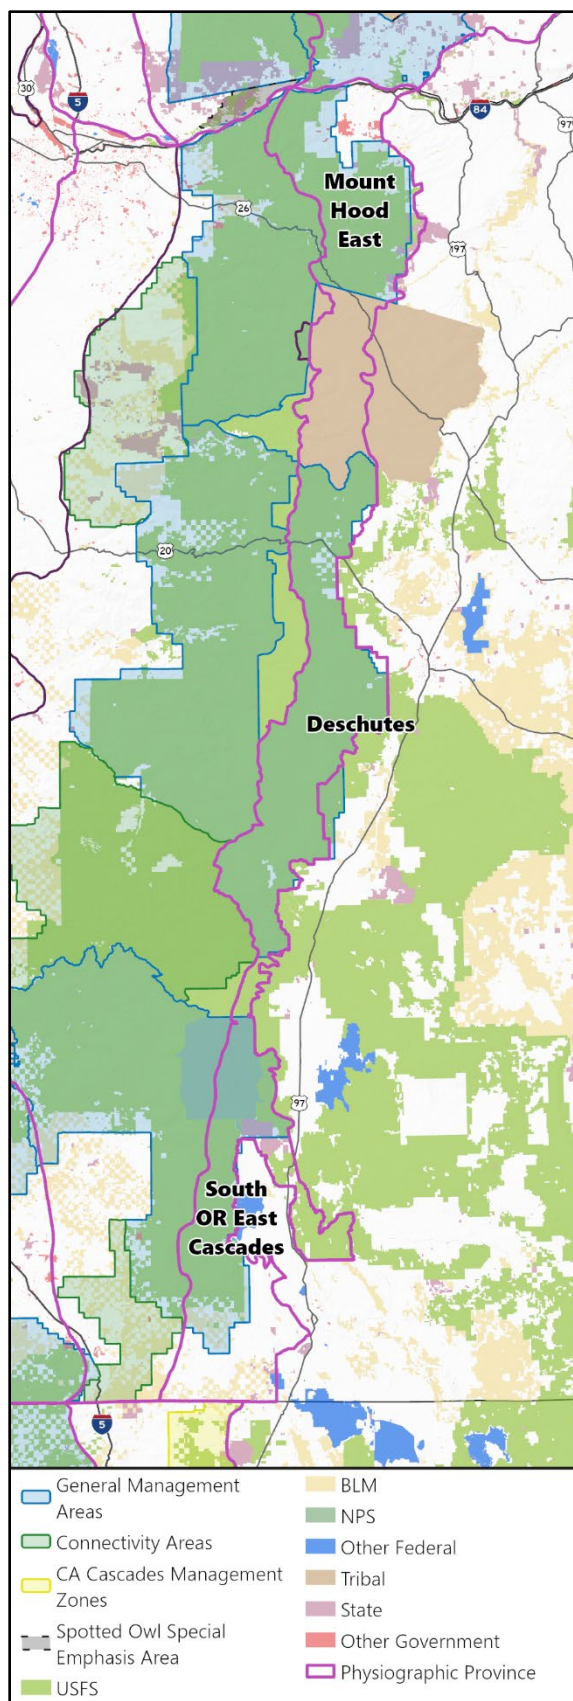 30
5
84
97
Mount
Hood
East
26
97
20
Deschutes
97
South
OR East
Cascades
5
General Management
Areas
Connectivity Areas
CA Cascades Management
Zones
Spotted Owl Special
Emphasis Area
USFS
BLM
NPS
Other Federal
Tribal
State
Other Government
Physiographic Province